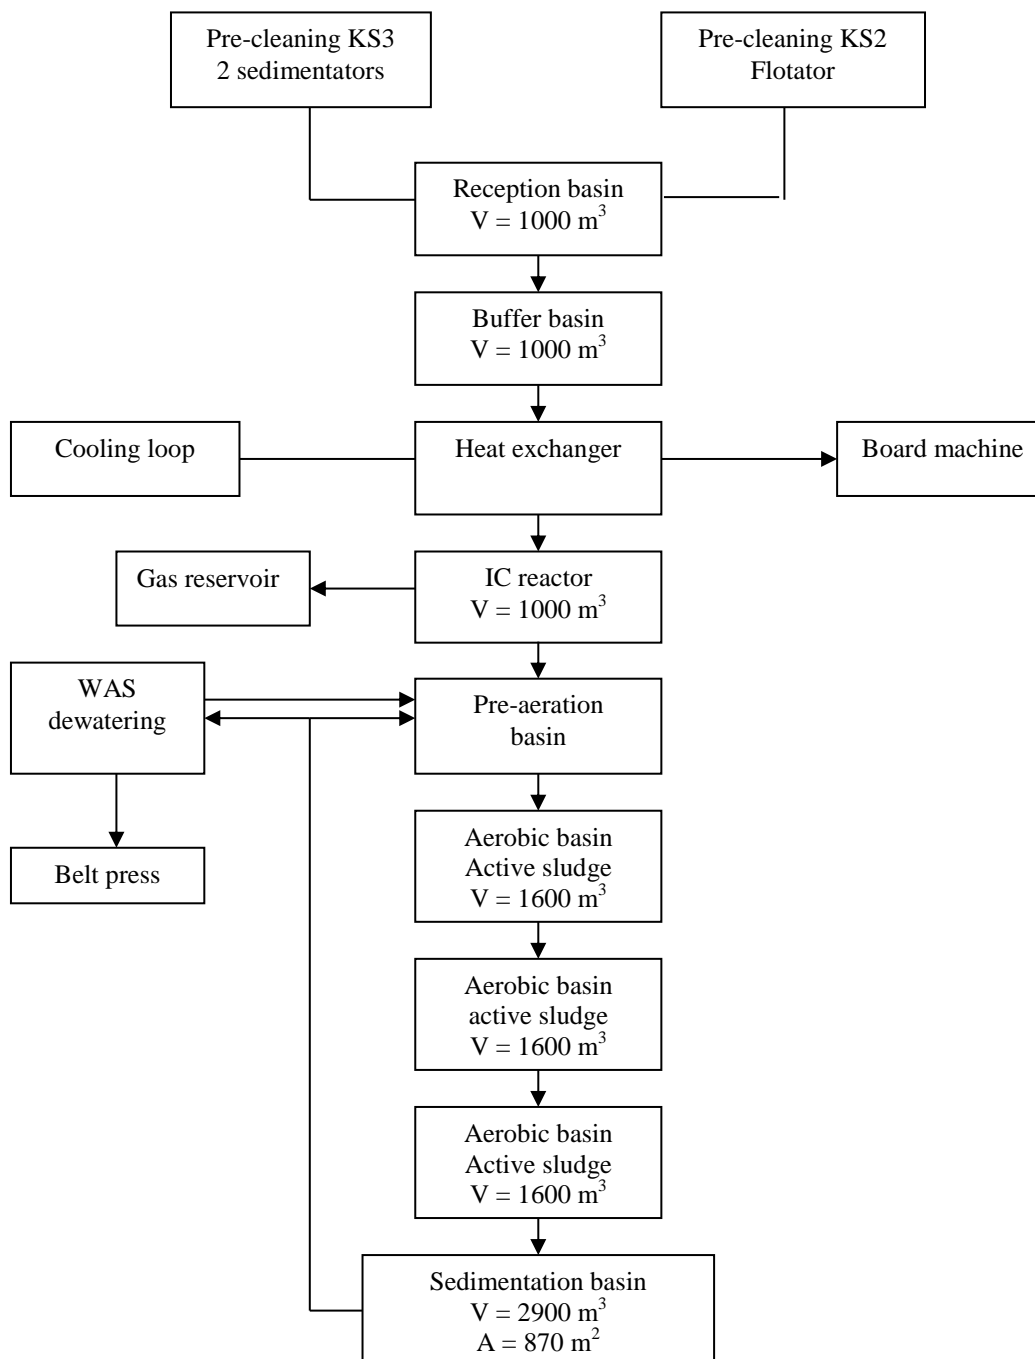 Pre-cleaning KS3
2 sedimentators
Pre-cleaning KS2
Flotator
Reception basin
V = 1000 m³
Buffer basin
V = 1000 m³
Cooling loop
Heat exchanger
Board machine
Gas reservoir
IC reactor
V = 1000 m³
WAS
dewatering
Pre-aeration
basin
Belt press
Aerobic basin
Active sludge
V = 1600 m³
Aerobic basin
active sludge
V = 1600 m³
Aerobic basin
Active sludge
V = 1600 m³
Sedimentation basin
V = 2900 m³
A = 870 m²